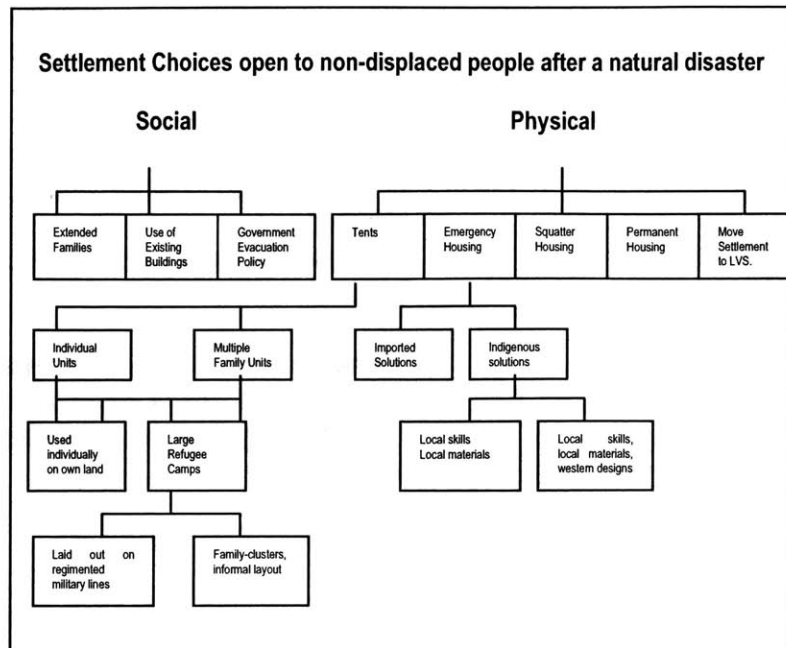 Settlement Choices open to non-displaced people after a natural disaster
Social
Physical
Extended
Families
Use of
Existing
Buildings
Government
Evacuation
Policy
Tents
Emergency
Housing
Squatter
Housing
Permanent
Housing
Move
Settlement
to LVS.
Individual
Units
Multiple
Family Units
Imported
Solutions
Indigenous
solutions
Used
individually
on own land
Large
Refugee
Camps
Local skills
Local materials
Local skills,
local materials,
western designs
Laid out on
regimented
military lines
Family-clusters,
informal layout